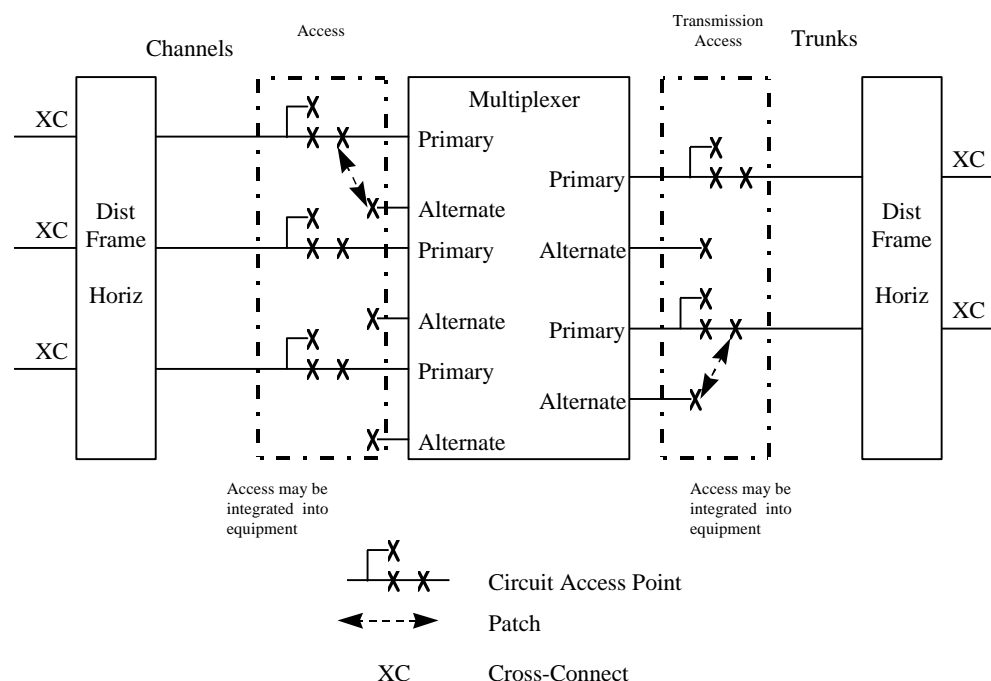 Channels
Access
Transmission
Access
Trunks
XC
XC
XC
Dist
Frame
Horiz
Multiplexer
Primary
Alternate
Primary
Alternate
Primary
Alternate
Primary
Alternate
Primary
Alternate
Dist
Frame
Horiz
XC
XC
Access may be
integrated into
equipment
Access may be
integrated into
equipment
Circuit Access Point
Patch
XC Cross-Connect